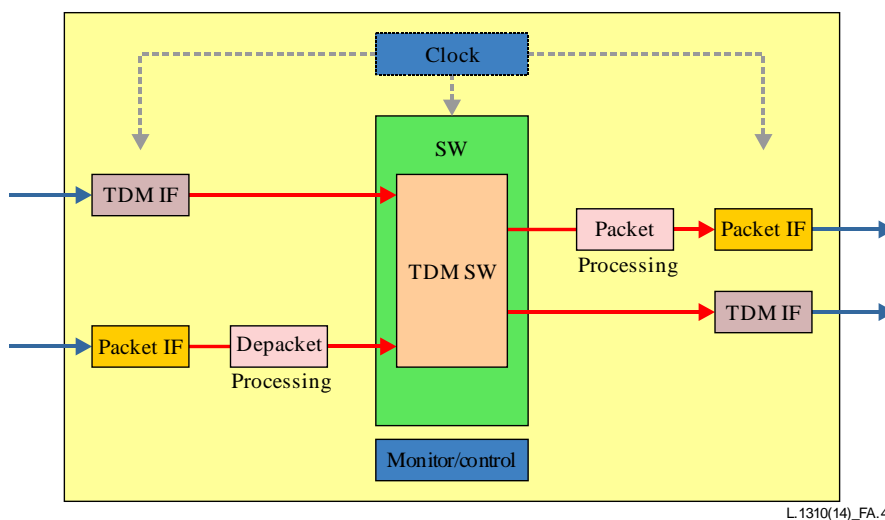 Clock
SW
TDM IF
TDM SW
Packet
Processing
Packet IF
TDM IF
Packet IF
Depacket
Processing
Monitor/control
L.1310(14)_FA.4